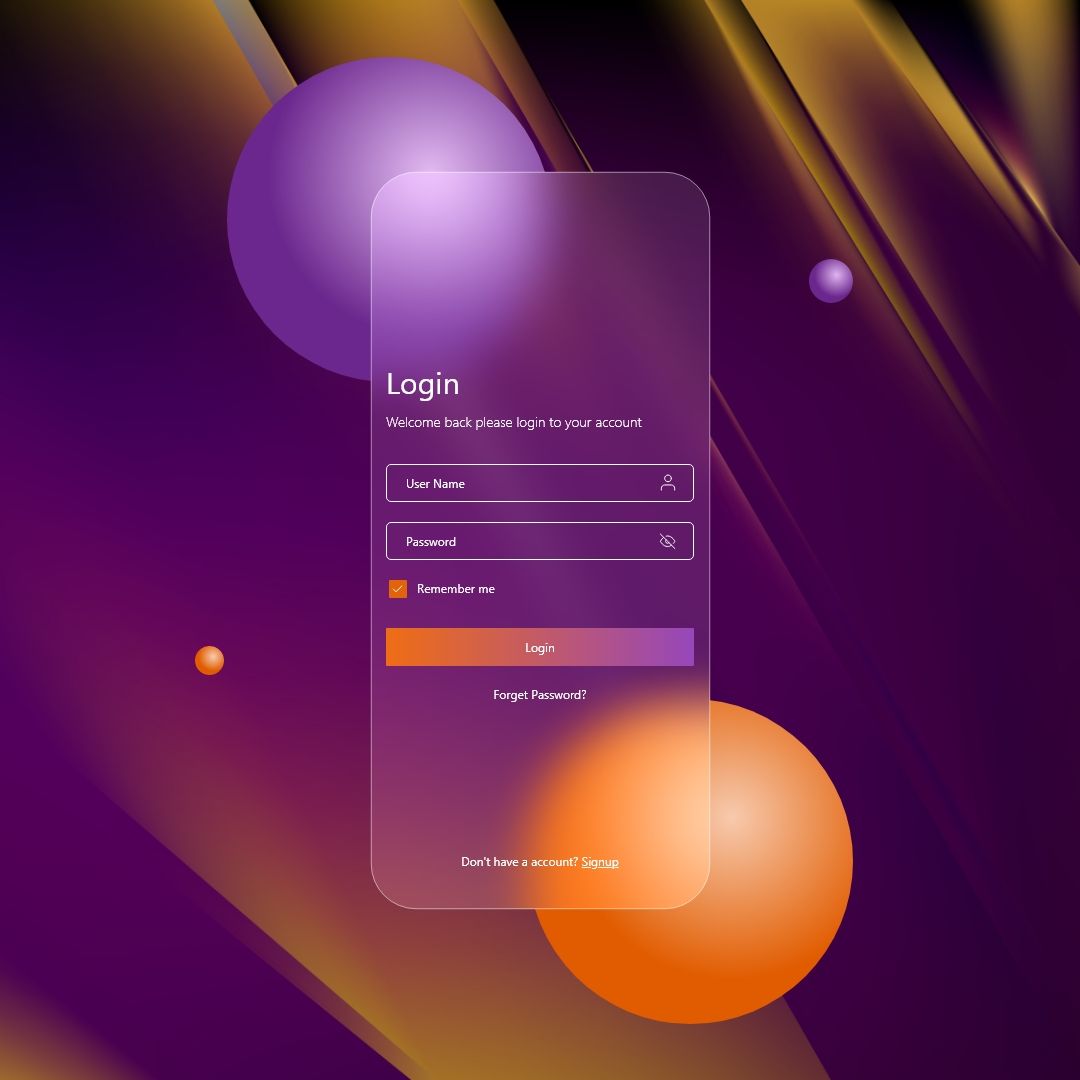 Login
Welcome back please login to your account
User Name
Password
Remember me
Login
Forget Password?
Don't have a account? Signup